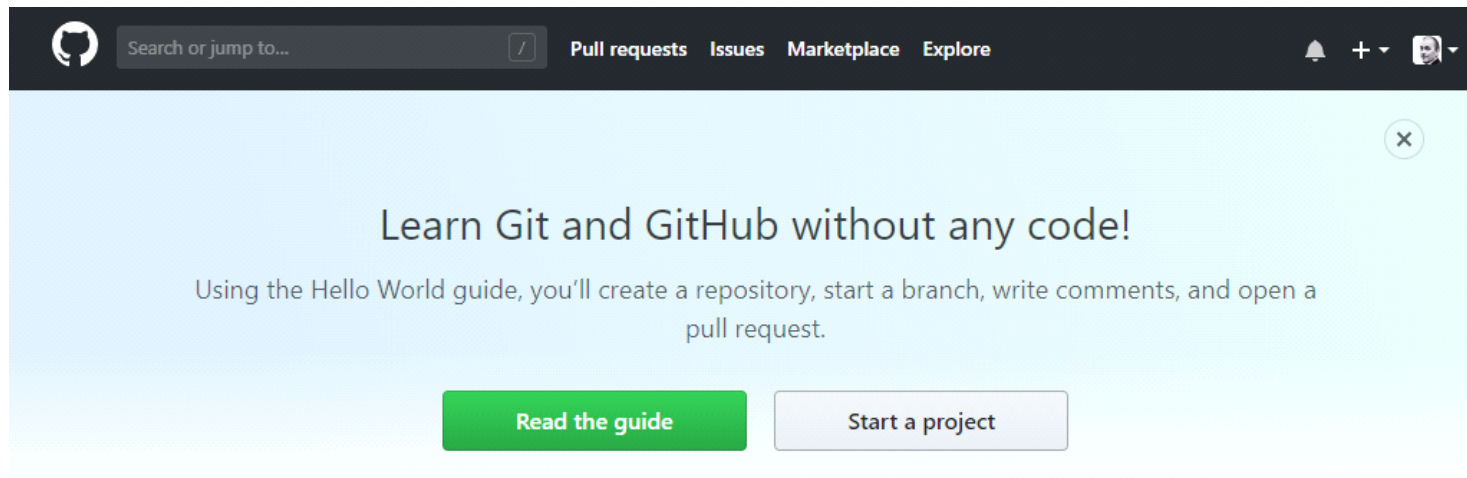 Search or jump to... / Pull requests Issues Marketplace Explore
Learn Git and GitHub without any code!
Using the Hello World guide, you’ll create a repository, start a branch, write comments, and open a
pull request.
Read the guide Start a project